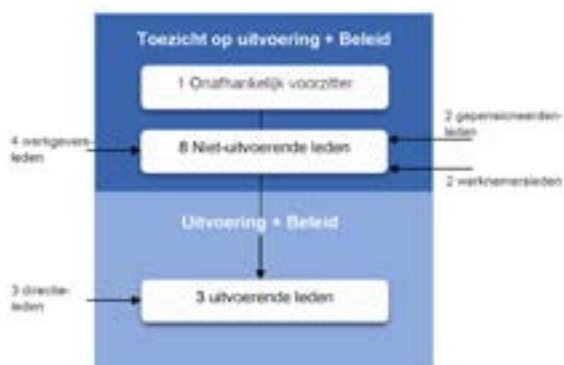 Toezicht op uitvoering + Beleid
1 Onafhankelijk voorzitter
2 gepensioneerden-
leden
4 werkgevers-
leden
8 Niet-uitvoerende leden
2 werknemersleden
Uitvoering + Beleid
3 directie-
leden
3 uitvoerende leden